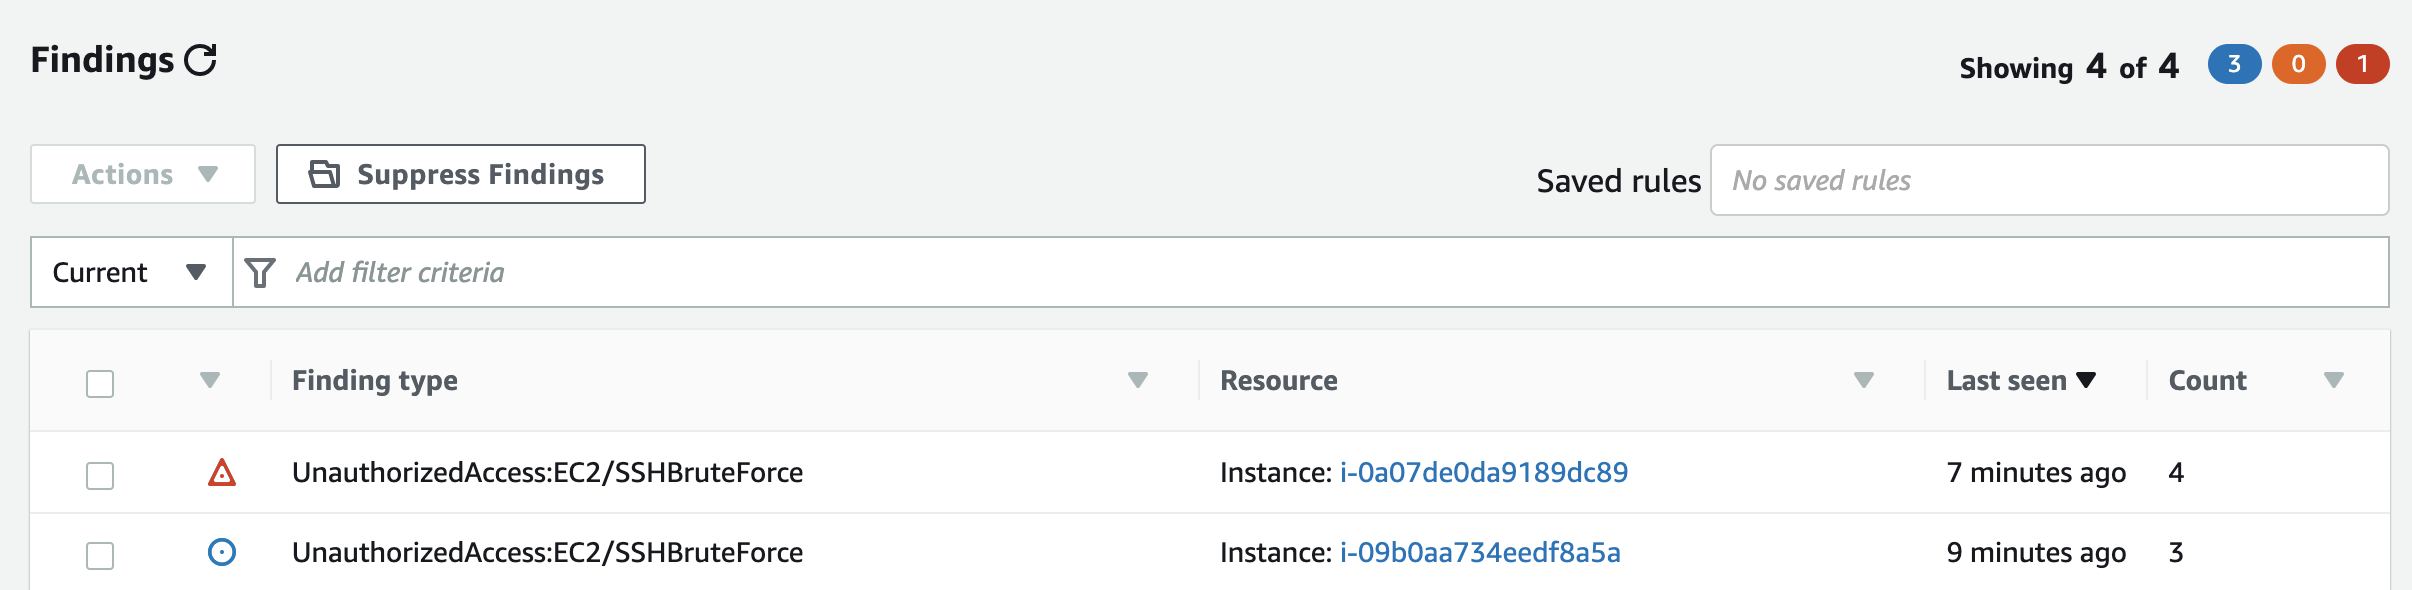 Findings
Showing 4 of 4 3 0 1
Actions Suppress Findings Saved rules No saved rules
Current Add filter criteria
Finding type Resource Last seen Count
UnauthorizedAccess:EC2/SSHBruteForce Instance: i-0a07de0da9189dc89 7 minutes ago 4
UnauthorizedAccess:EC2/SSHBruteForce Instance: i-09b0aa734eedf8a5a 9 minutes ago 3